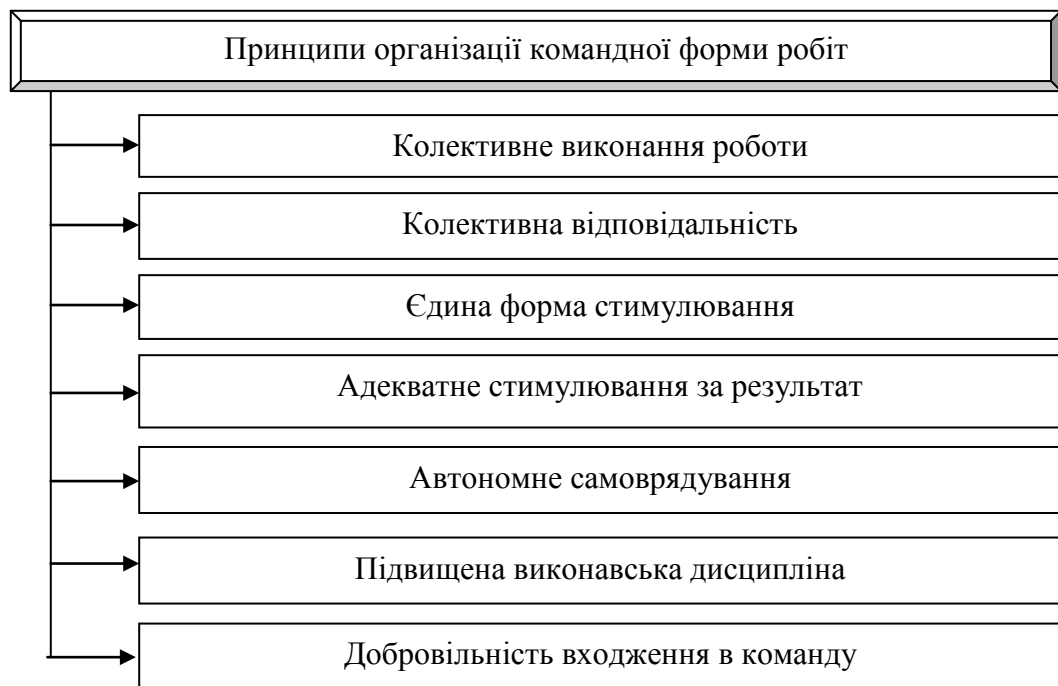 Принципи організації командної форми робіт
Колективне виконання роботи
Колективна відповідальність
Єдина форма стимулювання
Адекватне стимулювання за результат
Автономне самоврядування
Підвищена виконавська дисципліна
Добровільність входження в команду